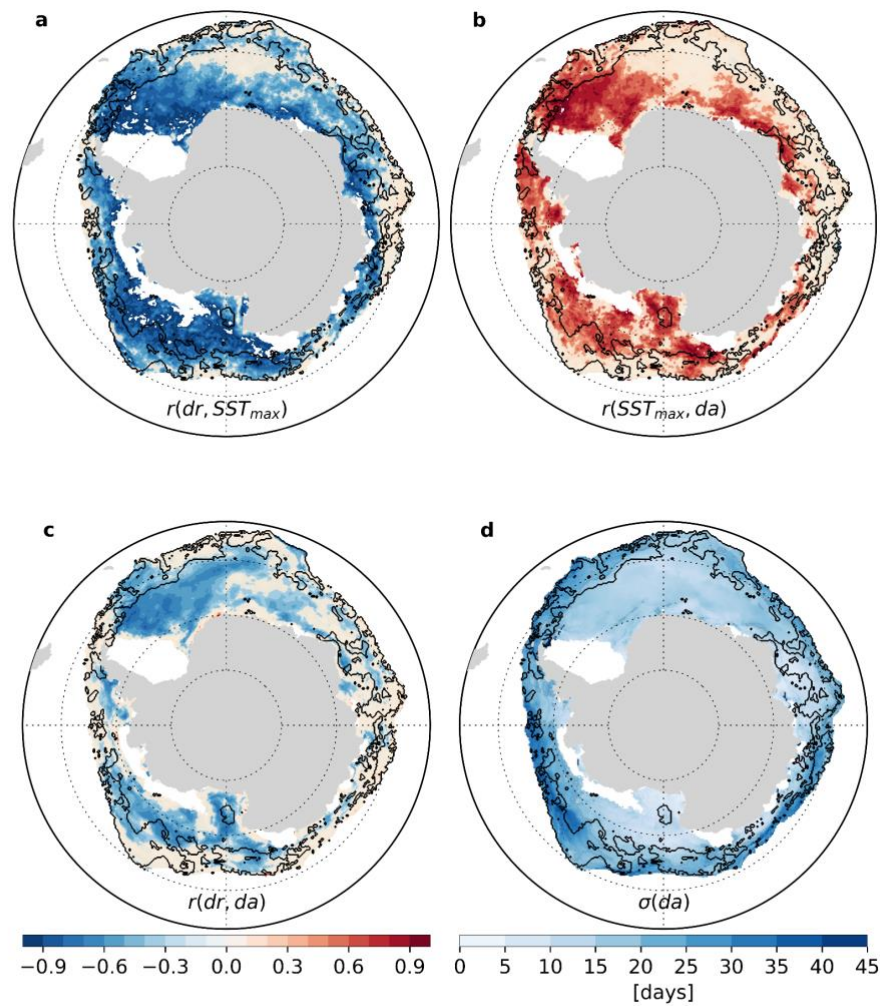 a
b
r(dr, SST_max)
r(SST_max, da)
c
d
r(dr, da)
σ(da)
−0.9 −0.6 −0.3 0.0 0.3 0.6 0.9
0 5 10 15 20 25 30 35 40 45
[days]